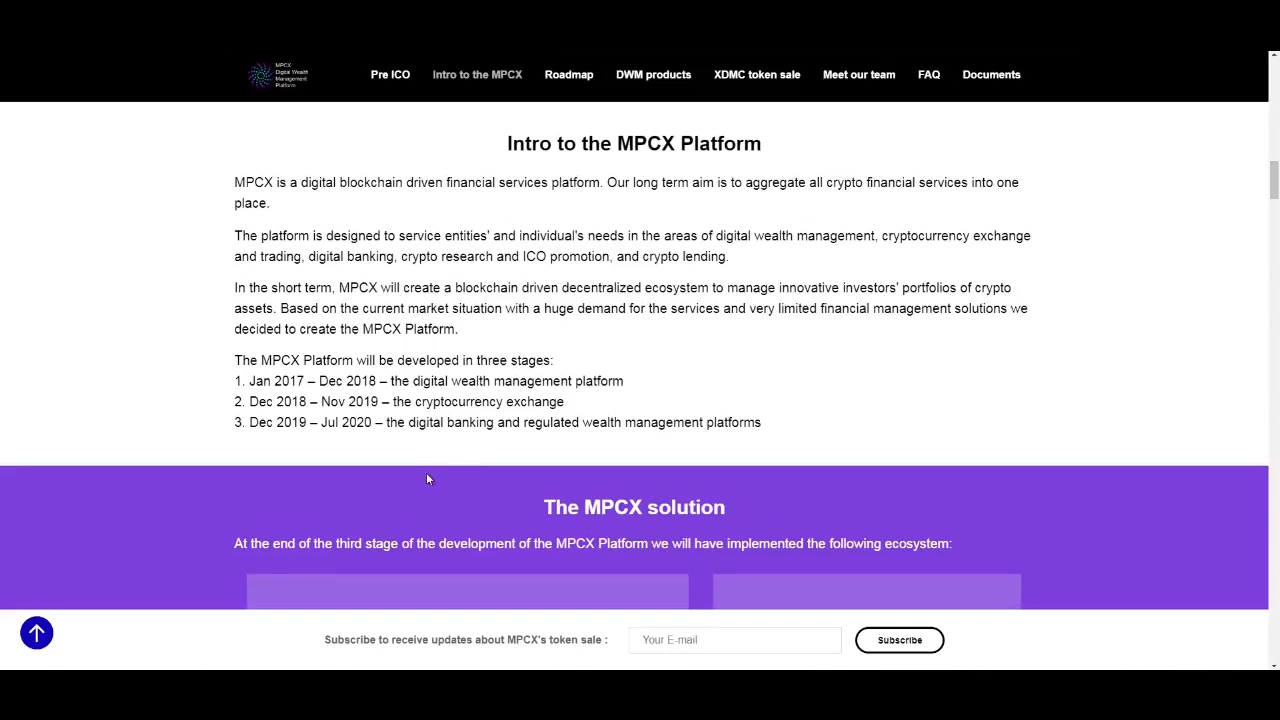 MPCX
Digital Wealth
Management
Platform
Pre ICO
Intro to the MPCX
Roadmap
DWM products
XDMC token sale
Meet our team
FAQ
Documents
Intro to the MPCX Platform
MPCX is a digital blockchain driven financial services platform. Our long term aim is to aggregate all crypto financial services into one
place.
The platform is designed to service entities' and individual's needs in the areas of digital wealth management, cryptocurrency exchange
and trading, digital banking, crypto research and ICO promotion, and crypto lending.
In the short term, MPCX will create a blockchain driven decentralized ecosystem to manage innovative investors' portfolios of crypto
assets. Based on the current market situation with a huge demand for the services and very limited financial management solutions we
decided to create the MPCX Platform.
The MPCX Platform will be developed in three stages:
1. Jan 2017 – Dec 2018 – the digital wealth management platform
2. Dec 2018 – Nov 2019 – the cryptocurrency exchange
3. Dec 2019 – Jul 2020 – the digital banking and regulated wealth management platforms
The MPCX solution
At the end of the third stage of the development of the MPCX Platform we will have implemented the following ecosystem:
Subscribe to receive updates about MPCX's token sale :
Your E-mail
Subscribe